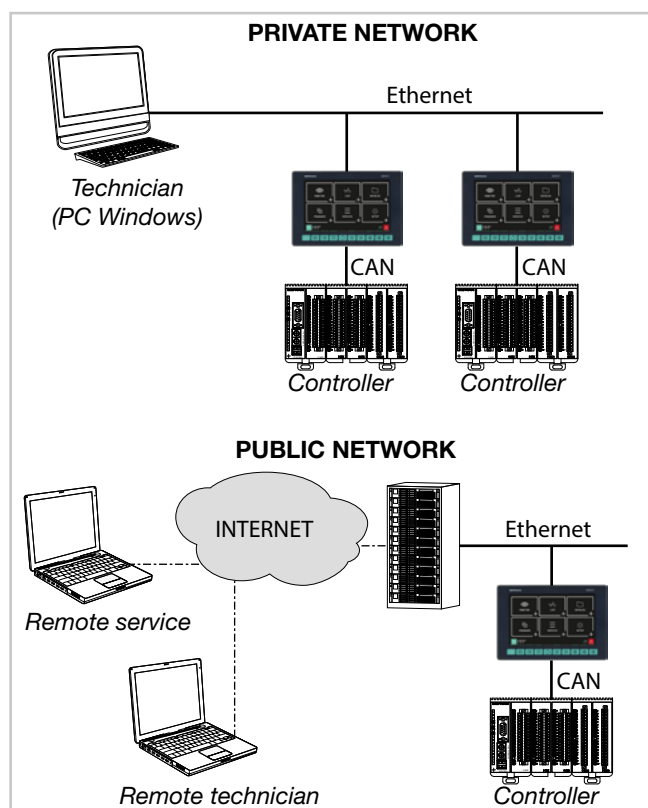 PRIVATE NETWORK
Ethernet
Technician
(PC Windows)
CAN
CAN
Controller
Controller
PUBLIC NETWORK
INTERNET
Ethernet
Remote service
CAN
Remote technician
Controller